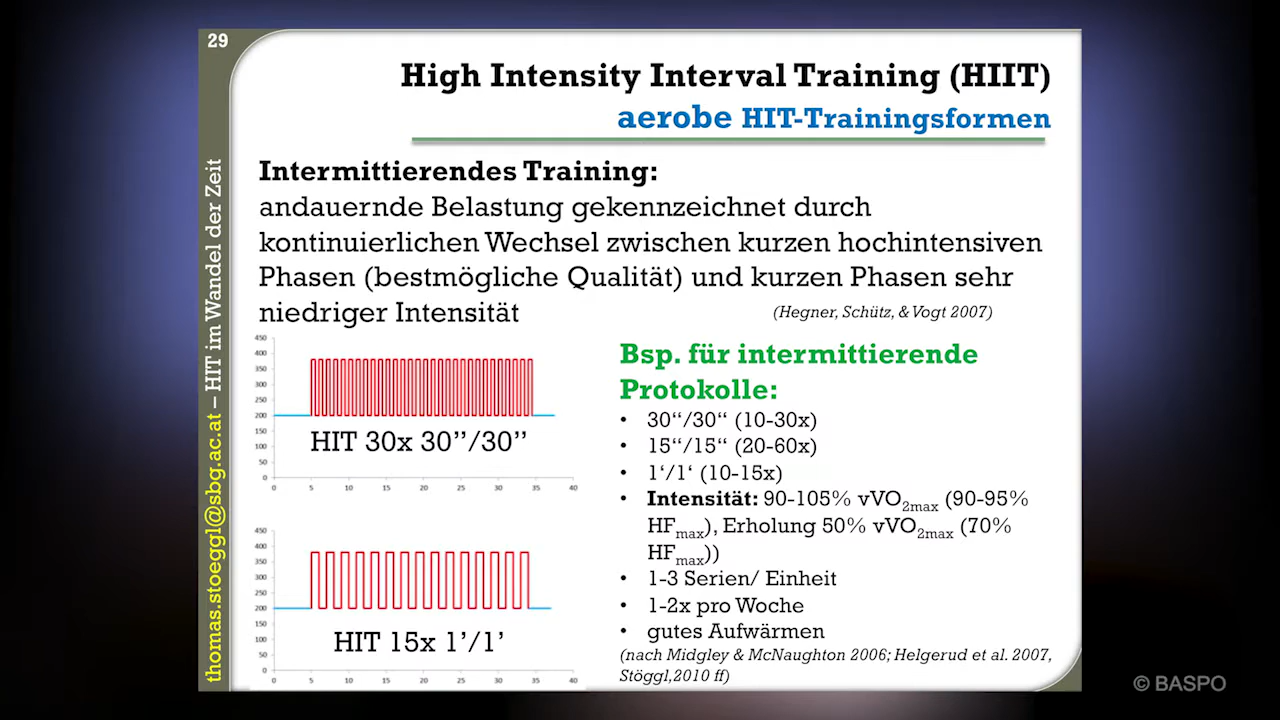 29
High Intensity Interval Training (HIIT)
aerobe HIT-Trainingsformen
thomas.stoeggl@sbg.ac.at – HIT im Wandel der Zeit
Intermittierendes Training:
andauernde Belastung gekennzeichnet durch
kontinuierlichen Wechsel zwischen kurzen hochintensiven
Phasen (bestmögliche Qualität) und kurzen Phasen sehr
niedriger Intensität
(Hegner, Schütz, & Vogt 2007)
450
400
350
300
250
200
150
100
50
0
0 5 10 15 20 25 30 35 40
HIT 30x 30”/30”
450
400
350
300
250
200
150
100
50
0
0 5 10 15 20 25 30 35 40
HIT 15x 1’/1’
Bsp. für intermittierende
Protokolle:
• 30“/30“ (10-30x)
• 15“/15“ (20-60x)
• 1‘/1‘ (10-15x)
• Intensität: 90-105% vVO2max (90-95%
HFmax), Erholung 50% vVO2max (70%
HFmax))
• 1-3 Serien/ Einheit
• 1-2x pro Woche
• gutes Aufwärmen
(nach Midgley & McNaughton 2006; Helgerud et al. 2007,
Stöggl,2010 ff)
© BASPO